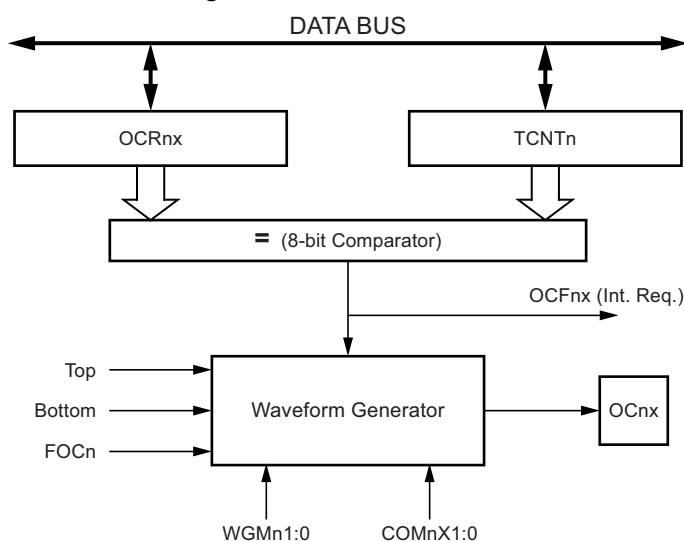 DATA BUS
OCRnx
TCNTn
= (8-bit Comparator)
OCFnx (Int. Req.)
Top
Bottom
FOCn
Waveform Generator
OCnx
WGMn1:0
COMnX1:0